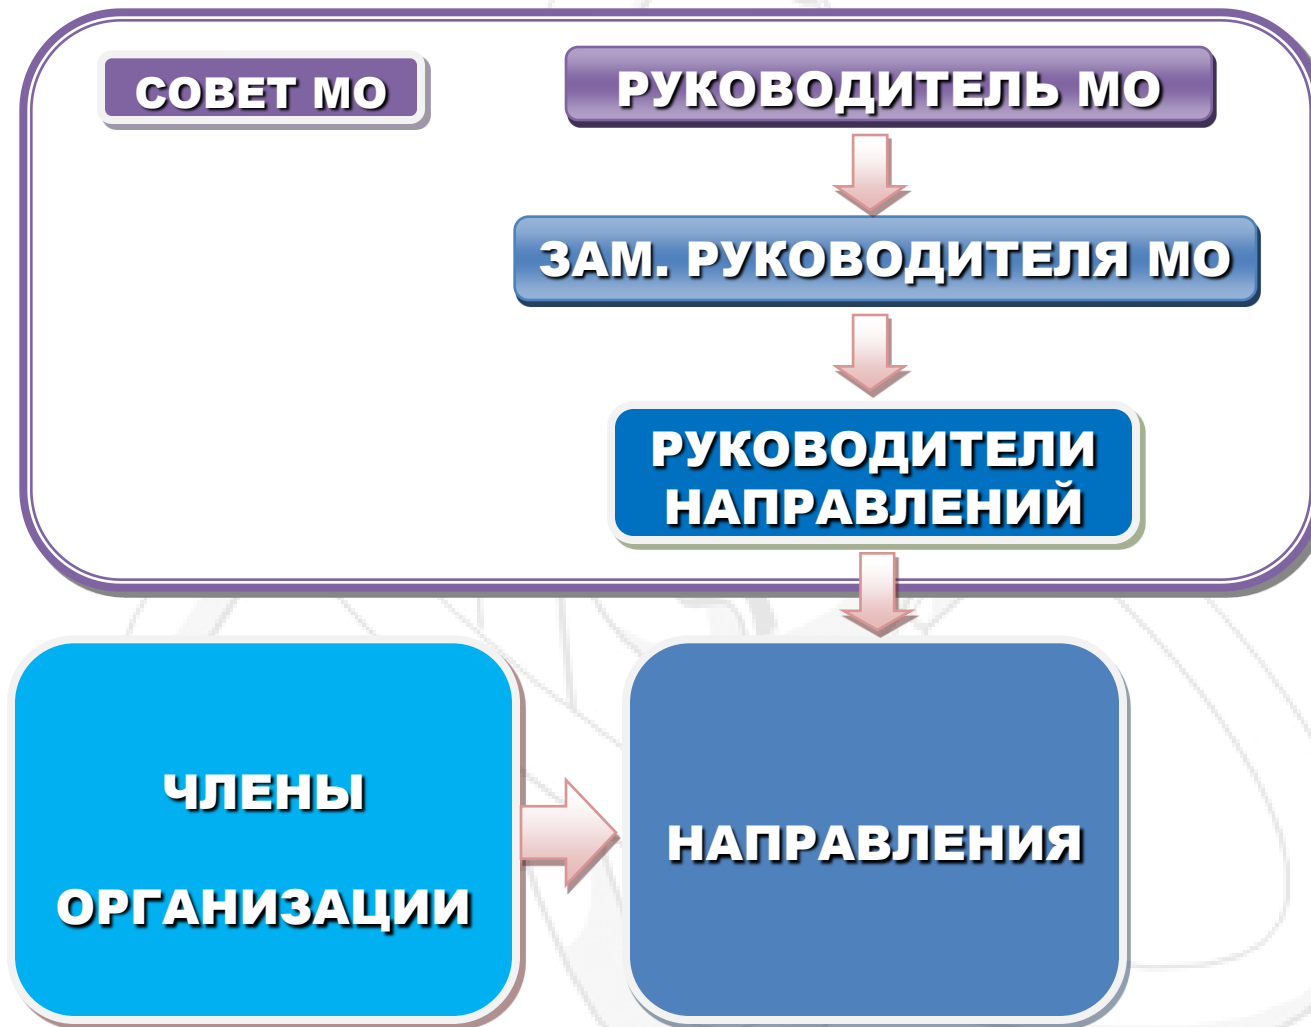 СОВЕТ МО
РУКОВОДИТЕЛЬ МО
ЗАМ. РУКОВОДИТЕЛЯ МО
РУКОВОДИТЕЛИ
НАПРАВЛЕНИЙ
ЧЛЕНЫ
ОРГАНИЗАЦИИ
НАПРАВЛЕНИЯ